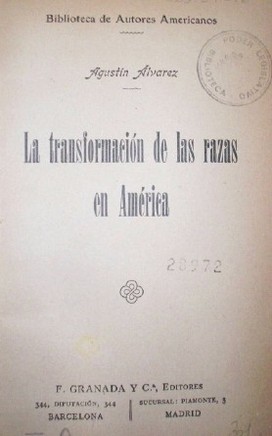 Biblioteca de Autores Americanos
Agustín Álvarez
La transformación de las razas
en América
28972
F. GRANADA Y C.ª, EDITORES
344, DIPUTACIÓN, 344
BARCELONA
SUCURSAL: PIAMONTE, 3
MADRID